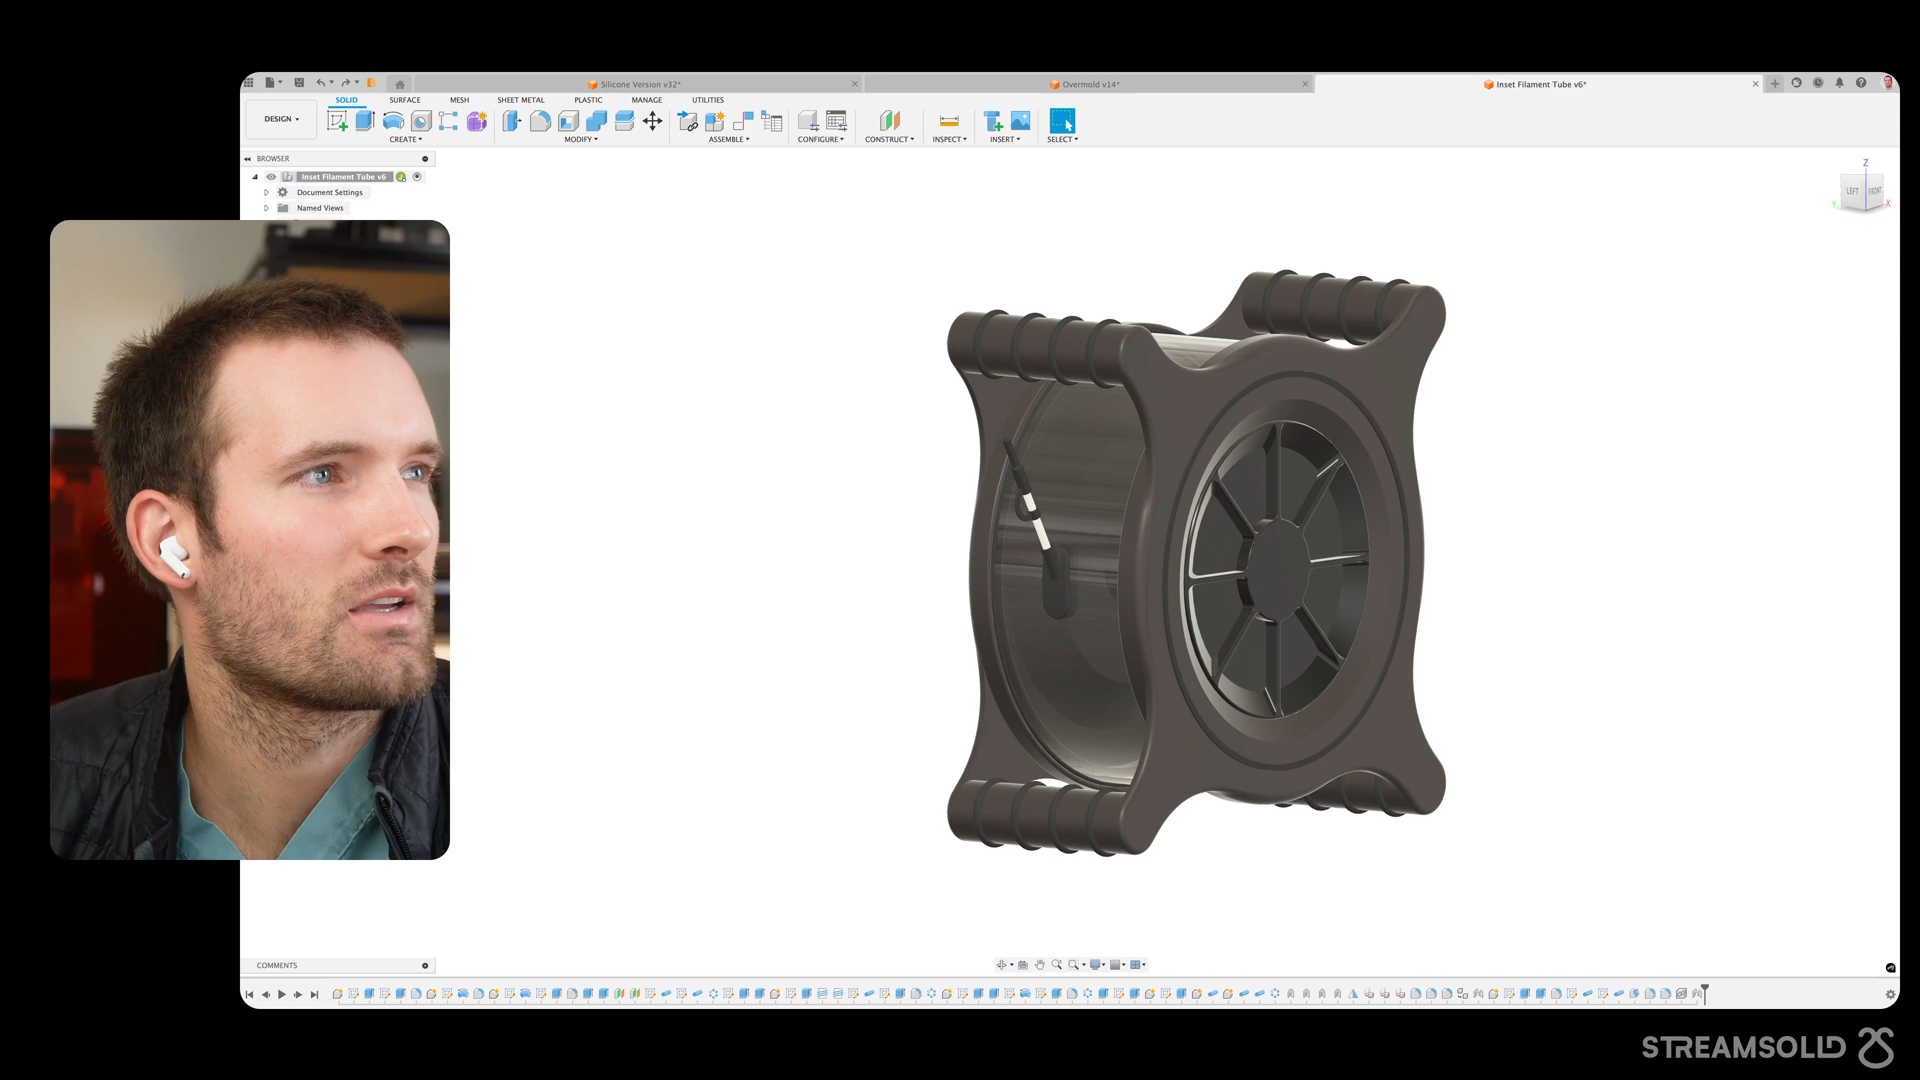 Silicone Version v32*
Overmold v14*
Inset Filament Tube v6*
SOLID
SURFACE
MESH
SHEET METAL
PLASTIC
MANAGE
UTILITIES
DESIGN
CREATE
MODIFY
ASSEMBLE
CONFIGURE
CONSTRUCT
INSPECT
INSERT
SELECT
BROWSER
Inset Filament Tube v6
Document Settings
Named Views
Z
LEFT
FRONT
Y
X
COMMENTS
STREAMSOLID